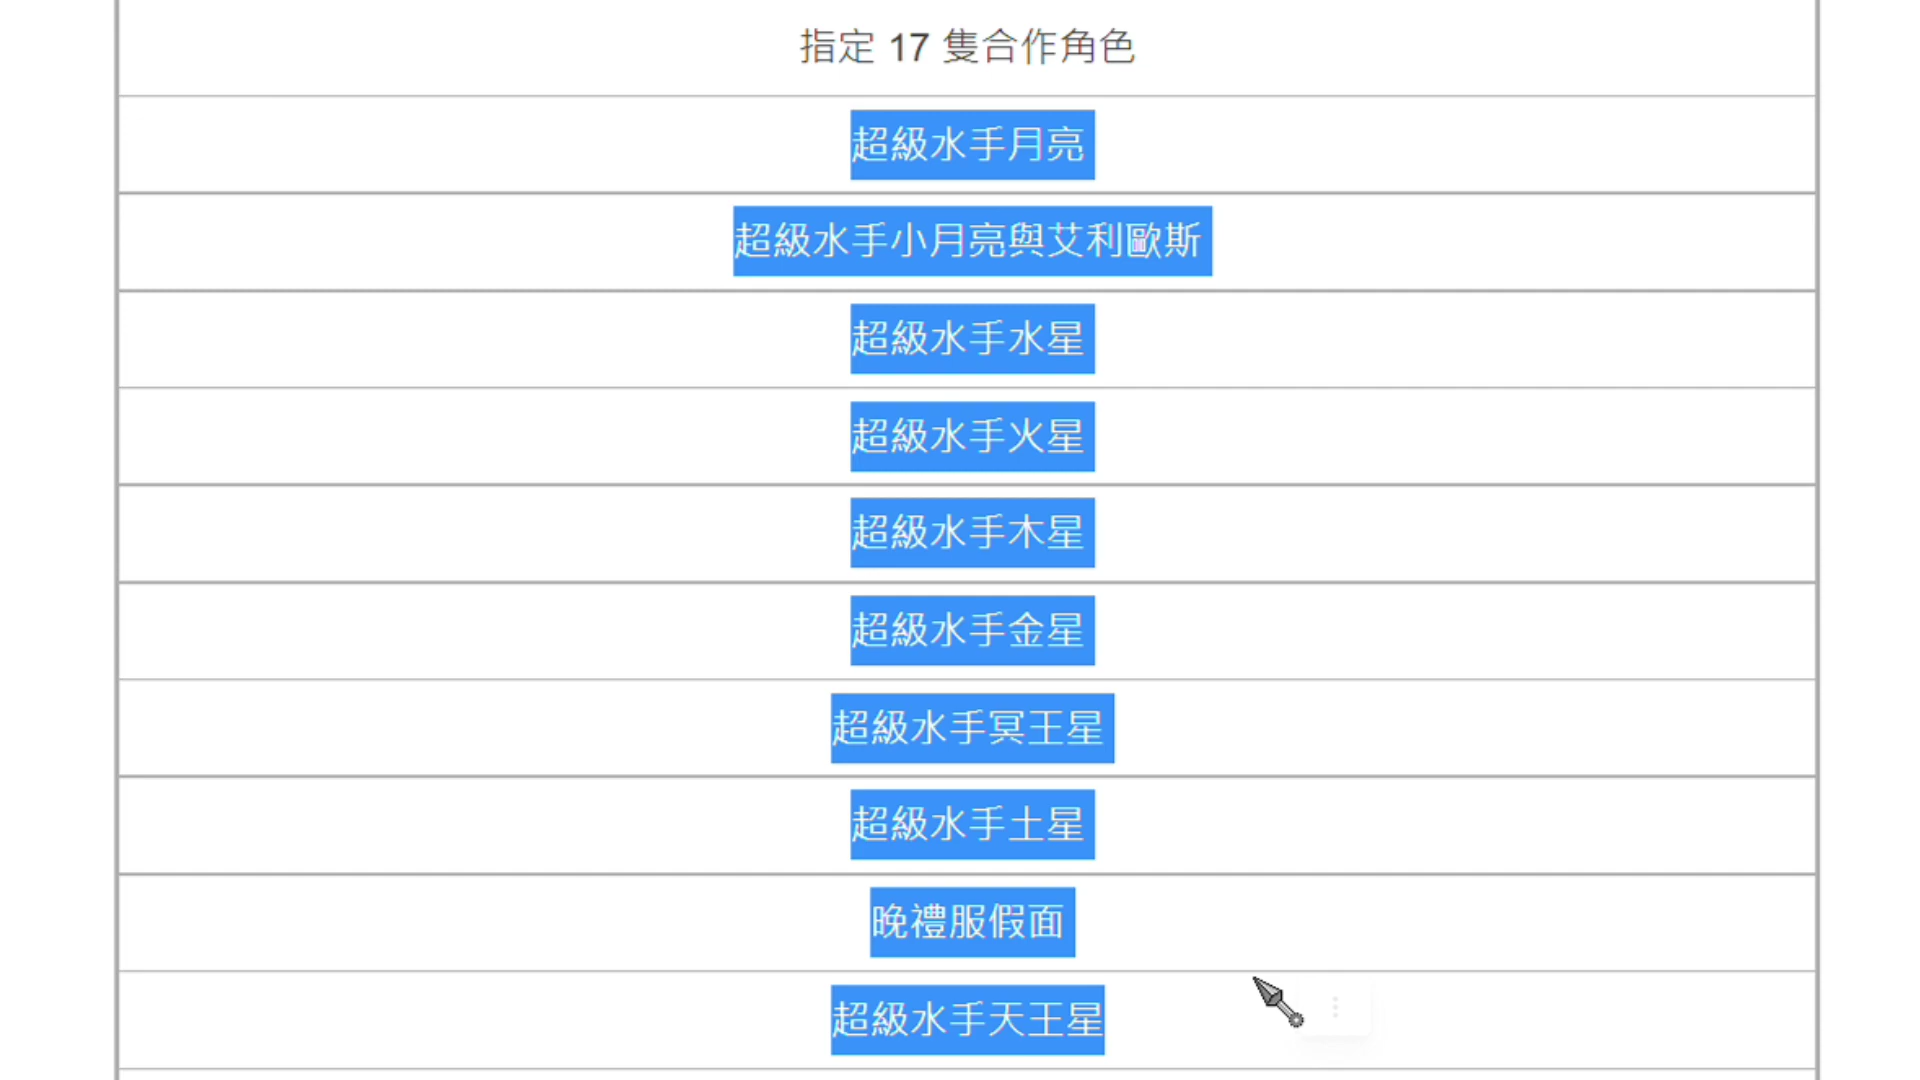 指定 17 隻合作角色
超級水手月亮
超級水手小月亮與艾利歐斯
超級水手水星
超級水手火星
超級水手木星
超級水手金星
超級水手冥王星
超級水手土星
晚禮服假面
超級水手天王星